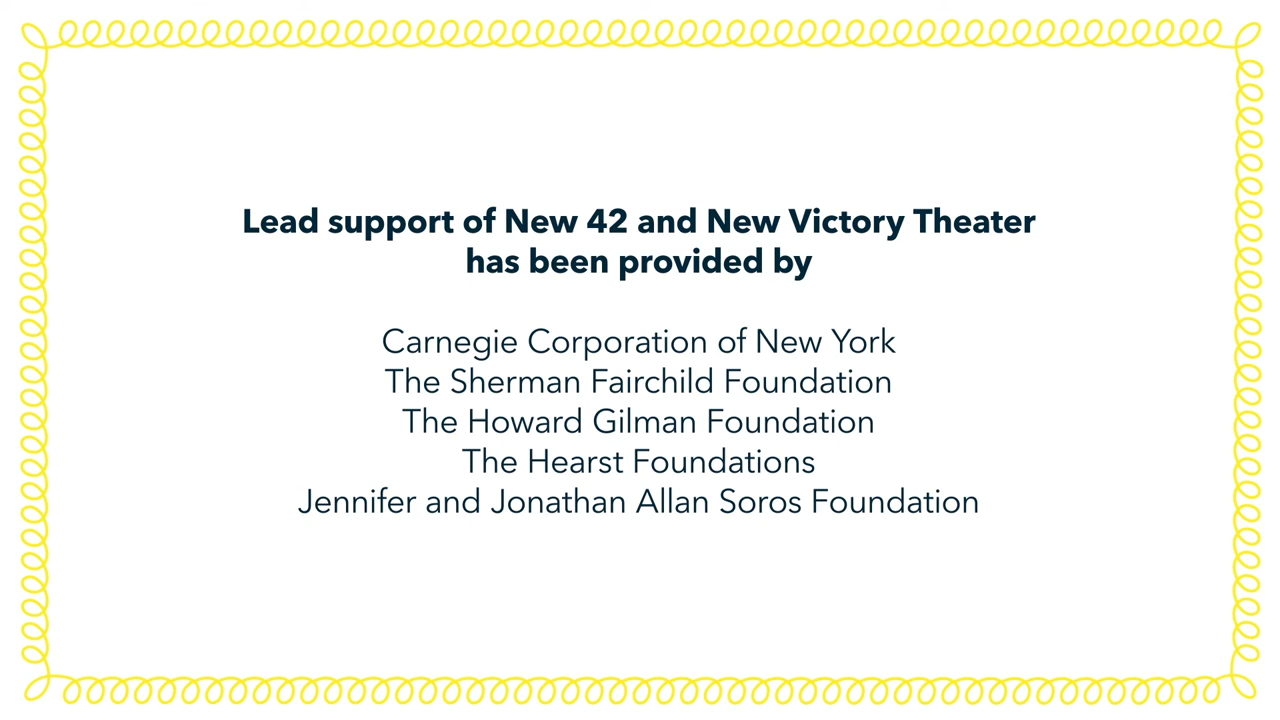 Lead support of New 42 and New Victory Theater
has been provided by
Carnegie Corporation of New York
The Sherman Fairchild Foundation
The Howard Gilman Foundation
The Hearst Foundations
Jennifer and Jonathan Allan Soros Foundation